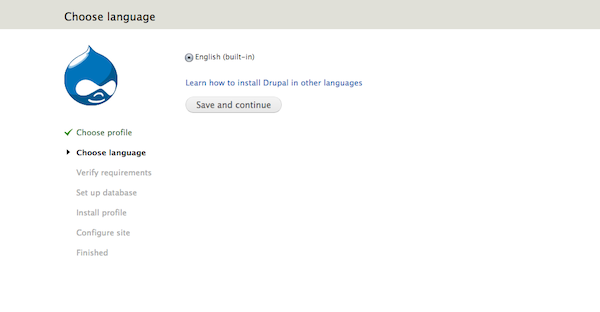 Choose language
English (built-in)
Learn how to install Drupal in other languages
Save and continue
Choose profile
Choose language
Verify requirements
Set up database
Install profile
Configure site
Finished